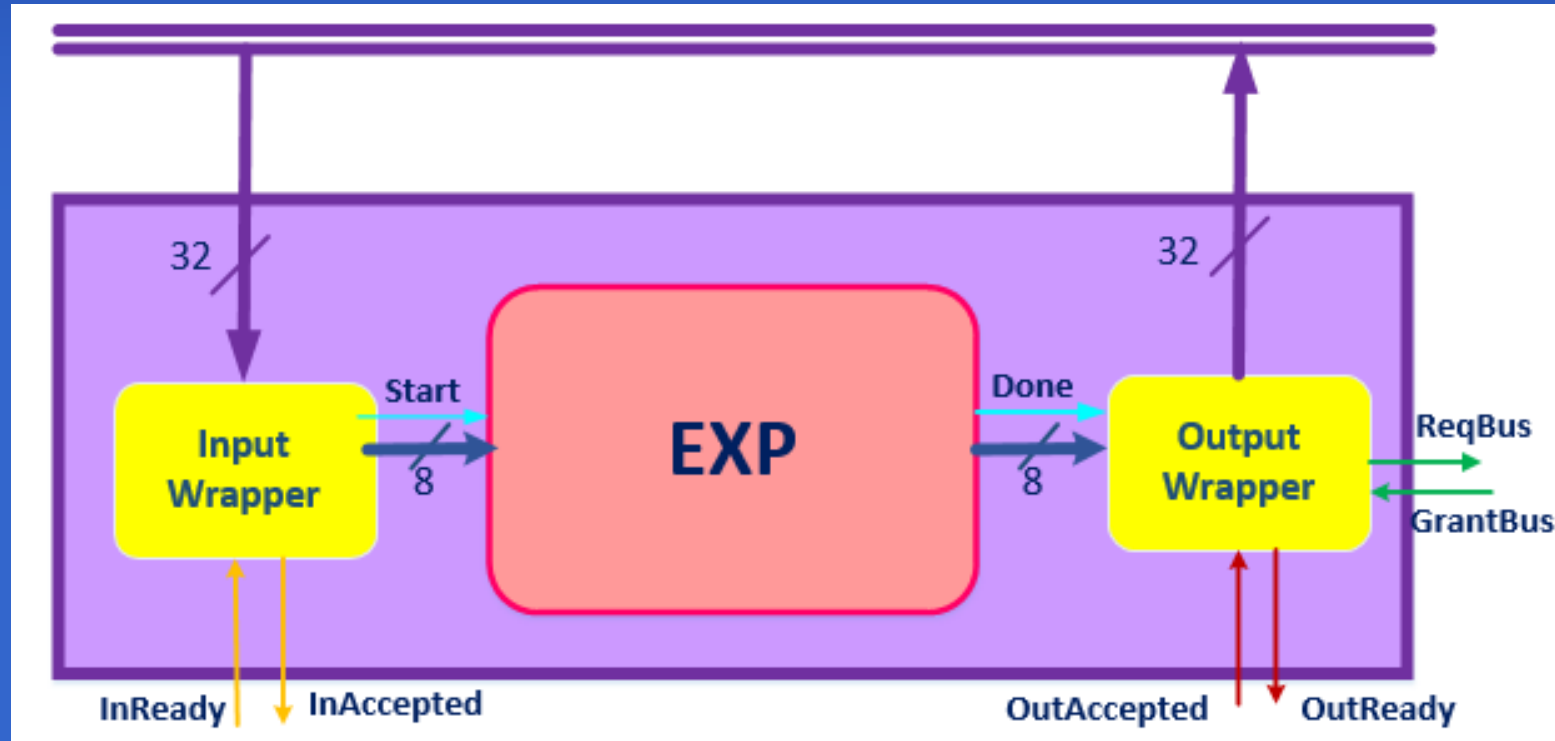 32
32
Start
Done
Input
Wrapper
8
EXP
8
Output
Wrapper
ReqBus
GrantBus
InReady
InAccepted
OutAccepted
OutReady